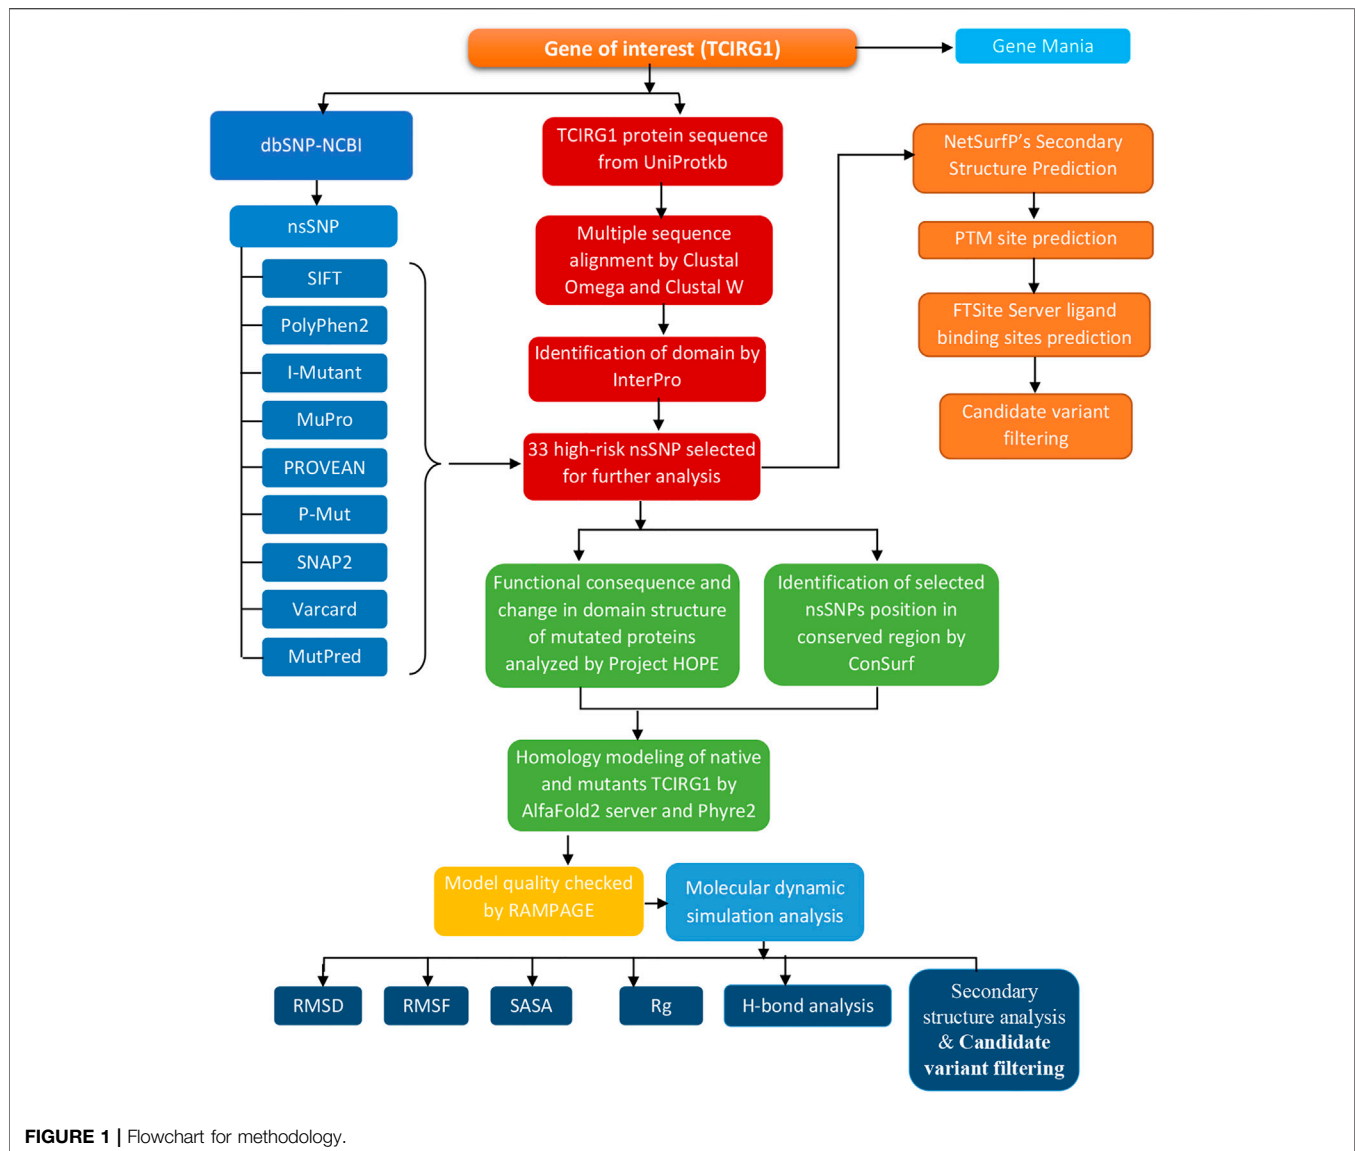 Gene of interest (TCIRG1)
Gene Mania
dbSNP-NCBI
nsSNP
SIFT
PolyPhen2
I-Mutant
MuPro
PROVEAN
P-Mut
SNAP2
Varcard
MutPred
TCIRG1 protein sequence
from UniProtkb
Multiple sequence
alignment by Clustal
Omega and Clustal W
Identification of domain by
InterPro
33 high-risk nsSNP selected
for further analysis
NetSurfP's Secondary
Structure Prediction
PTM site prediction
FTSite Server ligand
binding sites prediction
Candidate variant
filtering
Functional consequence and
change in domain structure
of mutated proteins
analyzed by Project HOPE
Identification of selected
nsSNPs position in
conserved region by
ConSurf
Homology modeling of native
and mutants TCIRG1 by
AlfaFold2 server and Phyre2
Model quality checked
by RAMPAGE
Molecular dynamic
simulation analysis
RMSD
RMSF
SASA
Rg
H-bond analysis
Secondary
structure analysis
& Candidate
variant filtering
FIGURE 1 | Flowchart for methodology.